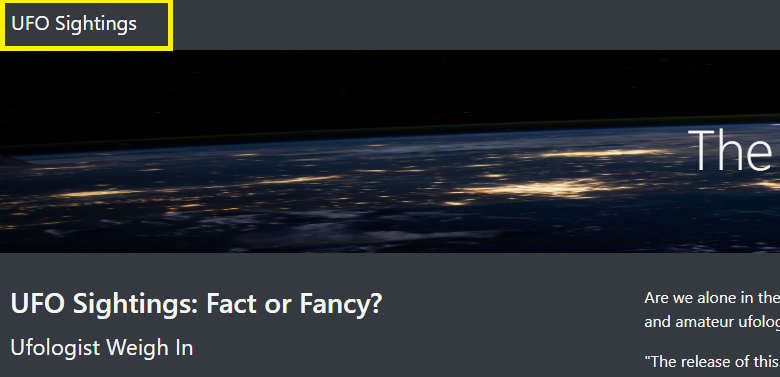 UFO Sightings
The
UFO Sightings: Fact or Fancy?
Ufologist Weigh In
Are we alone in the
and amateur ufolog
"The release of this